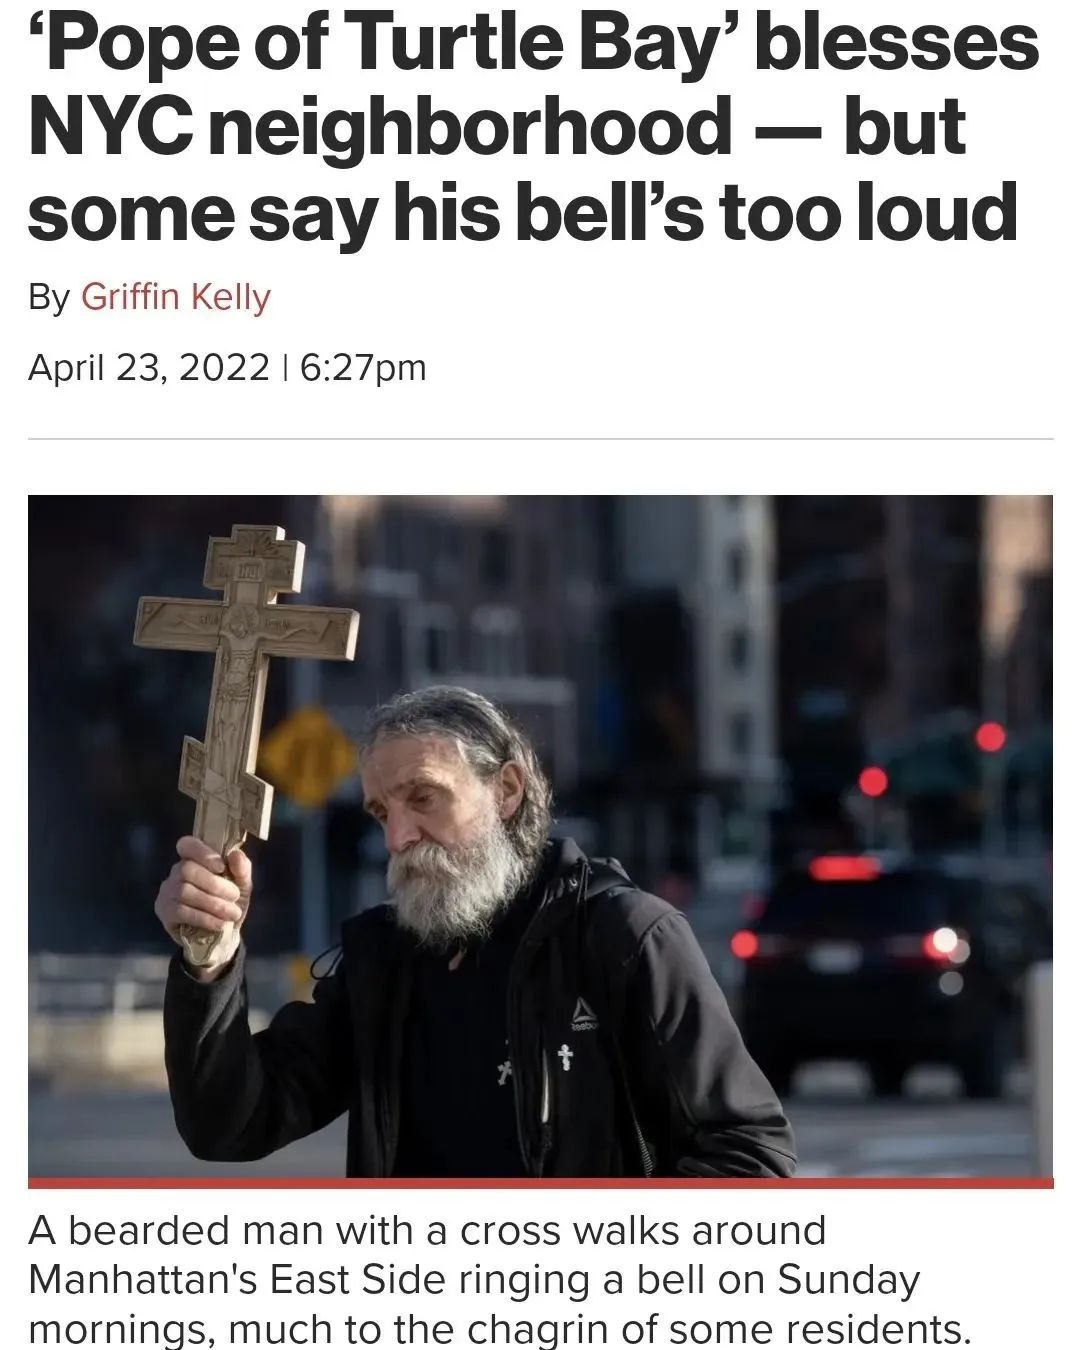 ‘Pope of Turtle Bay’ blesses
NYC neighborhood — but
some say his bell’s too loud
By Griffin Kelly
April 23, 2022 | 6:27pm
Reebok
A bearded man with a cross walks around
Manhattan's East Side ringing a bell on Sunday
mornings, much to the chagrin of some residents.